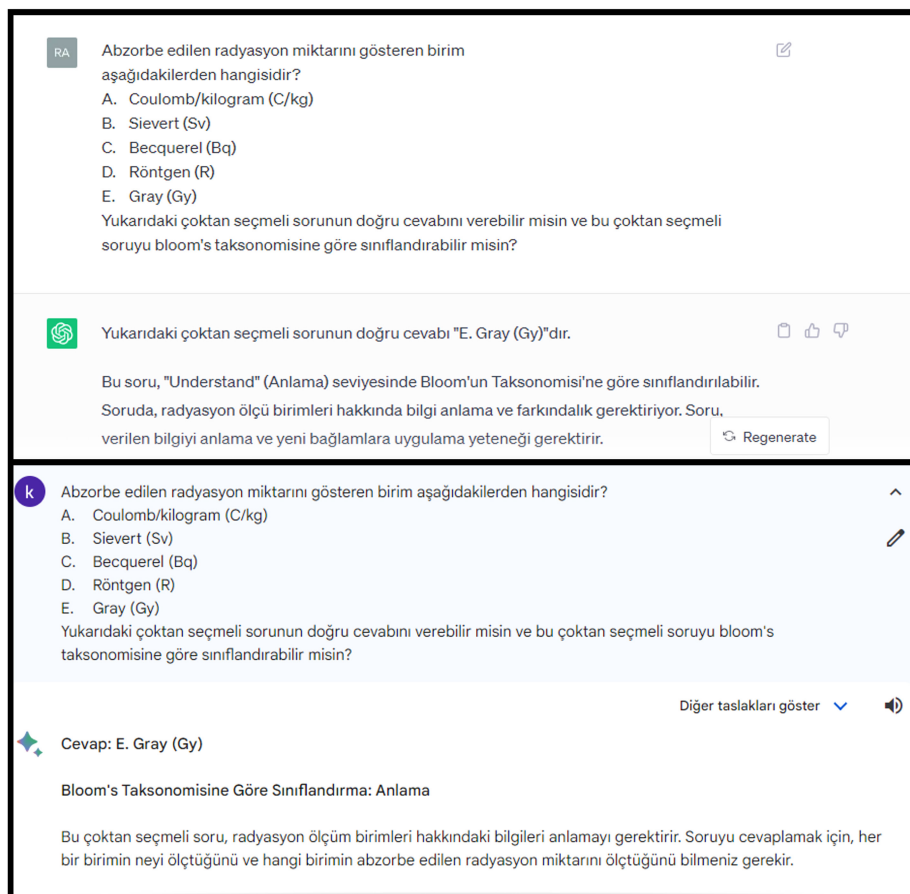 RA
Abzorbe edilen radyasyon miktarını gösteren birim
aşağıdakilerden hangisidir?
A. Coulomb/kilogram (C/kg)
B. Sievert (Sv)
C. Becquerel (Bq)
D. Röntgen (R)
E. Gray (Gy)
Yukarıdaki çoktan seçmeli sorunun doğru cevabını verebilir misin ve bu çoktan seçmeli
soruyu bloom's taksonomisine göre sınıflandırabilir misin?
Yukarıdaki çoktan seçmeli sorunun doğru cevabı "E. Gray (Gy)"dır.
Bu soru, "Understand" (Anlama) seviyesinde Bloom'un Taksonomisi'ne göre sınıflandırılabilir.
Soruda, radyasyon ölçü birimleri hakkında bilgi anlama ve farkındalık gerektiriyor. Soru,
verilen bilgiyi anlama ve yeni bağlamlara uygulama yeteneği gerektirir.
Regenerate
k
Abzorbe edilen radyasyon miktarını gösteren birim aşağıdakilerden hangisidir?
A. Coulomb/kilogram (C/kg)
B. Sievert (Sv)
C. Becquerel (Bq)
D. Röntgen (R)
E. Gray (Gy)
Yukarıdaki çoktan seçmeli sorunun doğru cevabını verebilir misin ve bu çoktan seçmeli soruyu bloom's
taksonomisine göre sınıflandırabilir misin?
Diğer taslakları göster
Cevap: E. Gray (Gy)
Bloom's Taksonomisine Göre Sınıflandırma: Anlama
Bu çoktan seçmeli soru, radyasyon ölçüm birimleri hakkındaki bilgileri anlamayı gerektirir. Soruyu cevaplamak için, her
bir birimin neyi ölçtüğünü ve hangi birimin abzorbe edilen radyasyon miktarını ölçtüğünü bilmeniz gerekir.